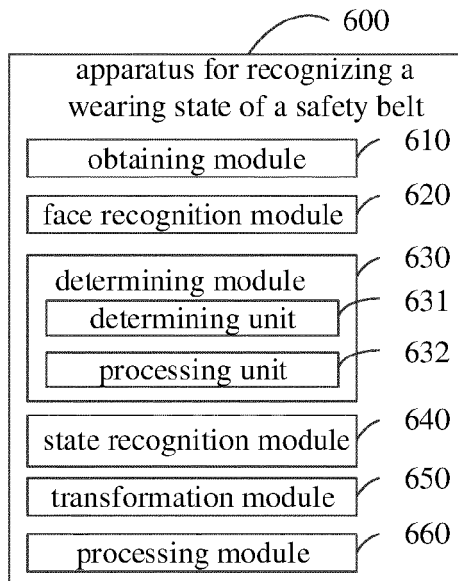 600
apparatus for recognizing a
wearing state of a safety belt
obtaining module 610
face recognition module 620
determining module 630
determining unit 631
processing unit 632
state recognition module 640
transformation module 650
processing module 660